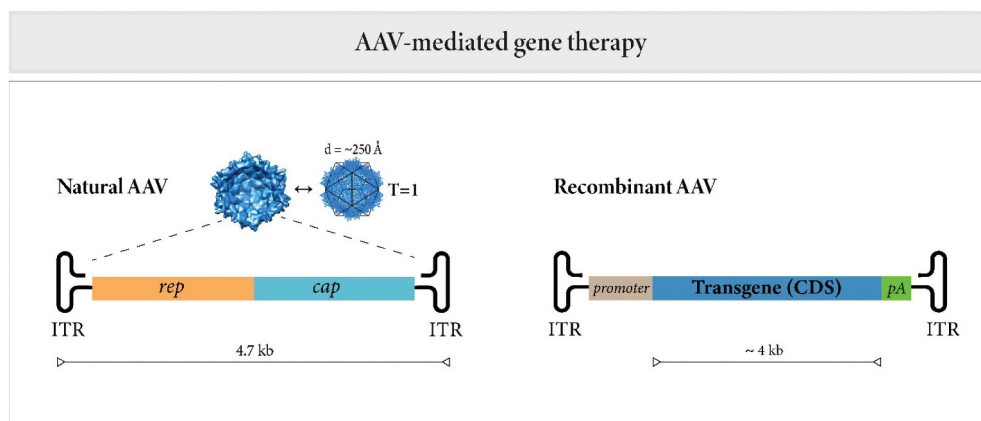 AAV-mediated gene therapy
d = ~250 Å
Natural AAV
T=1
rep cap
ITR ITR
4.7 kb
Recombinant AAV
promoter Transgene (CDS) pA
ITR ITR
~ 4 kb